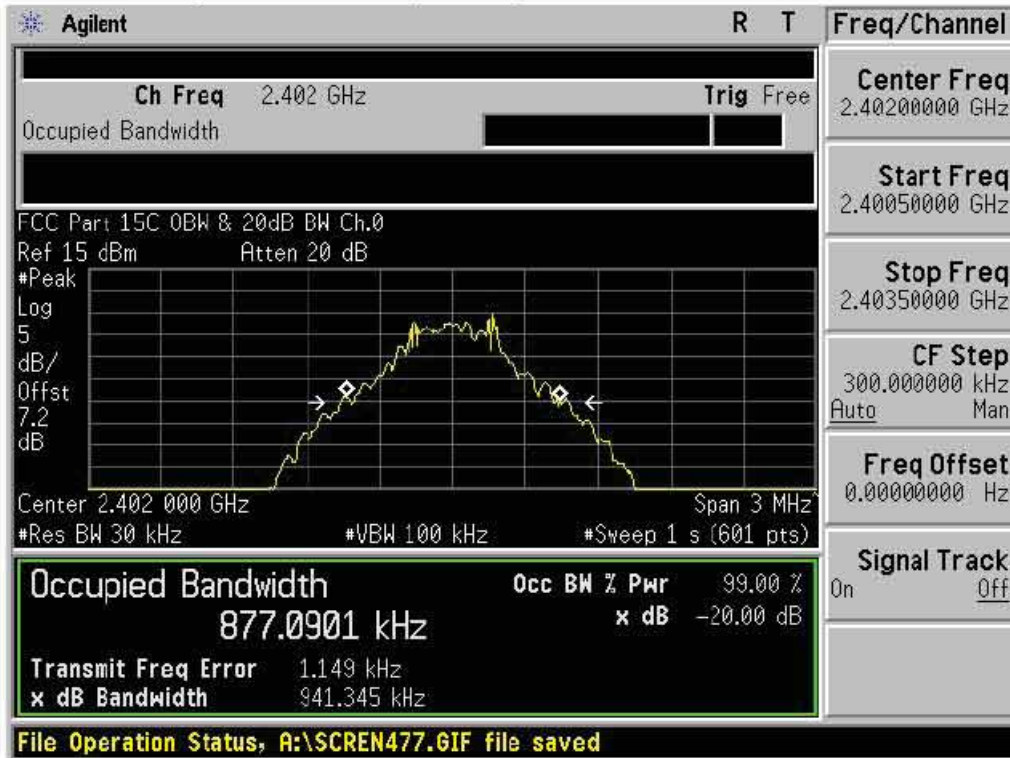 Agilent R T
Freq/Channel
Ch Freq 2.402 GHz Trig Free
Occupied Bandwidth
Center Freq
2.40200000 GHz
Start Freq
2.40050000 GHz
Stop Freq
2.40350000 GHz
CF Step
300.000000 kHz
Auto Man
Freq Offset
0.00000000 Hz
Signal Track
On Off
FCC Part 15C OBW & 20dB BW Ch.0
Ref 15 dBm Atten 20 dB
#Peak
Log
5
dB/
Offst
7.2
dB
Center 2.402 000 GHz Span 3 MHz
#Res BW 30 kHz #VBW 100 kHz #Sweep 1 s (601 pts)
Occupied Bandwidth
877.0901 kHz
Occ BW % Pwr 99.00 %
x dB -20.00 dB
Transmit Freq Error 1.149 kHz
x dB Bandwidth 941.345 kHz
File Operation Status, A:\SCREN477.GIF file saved